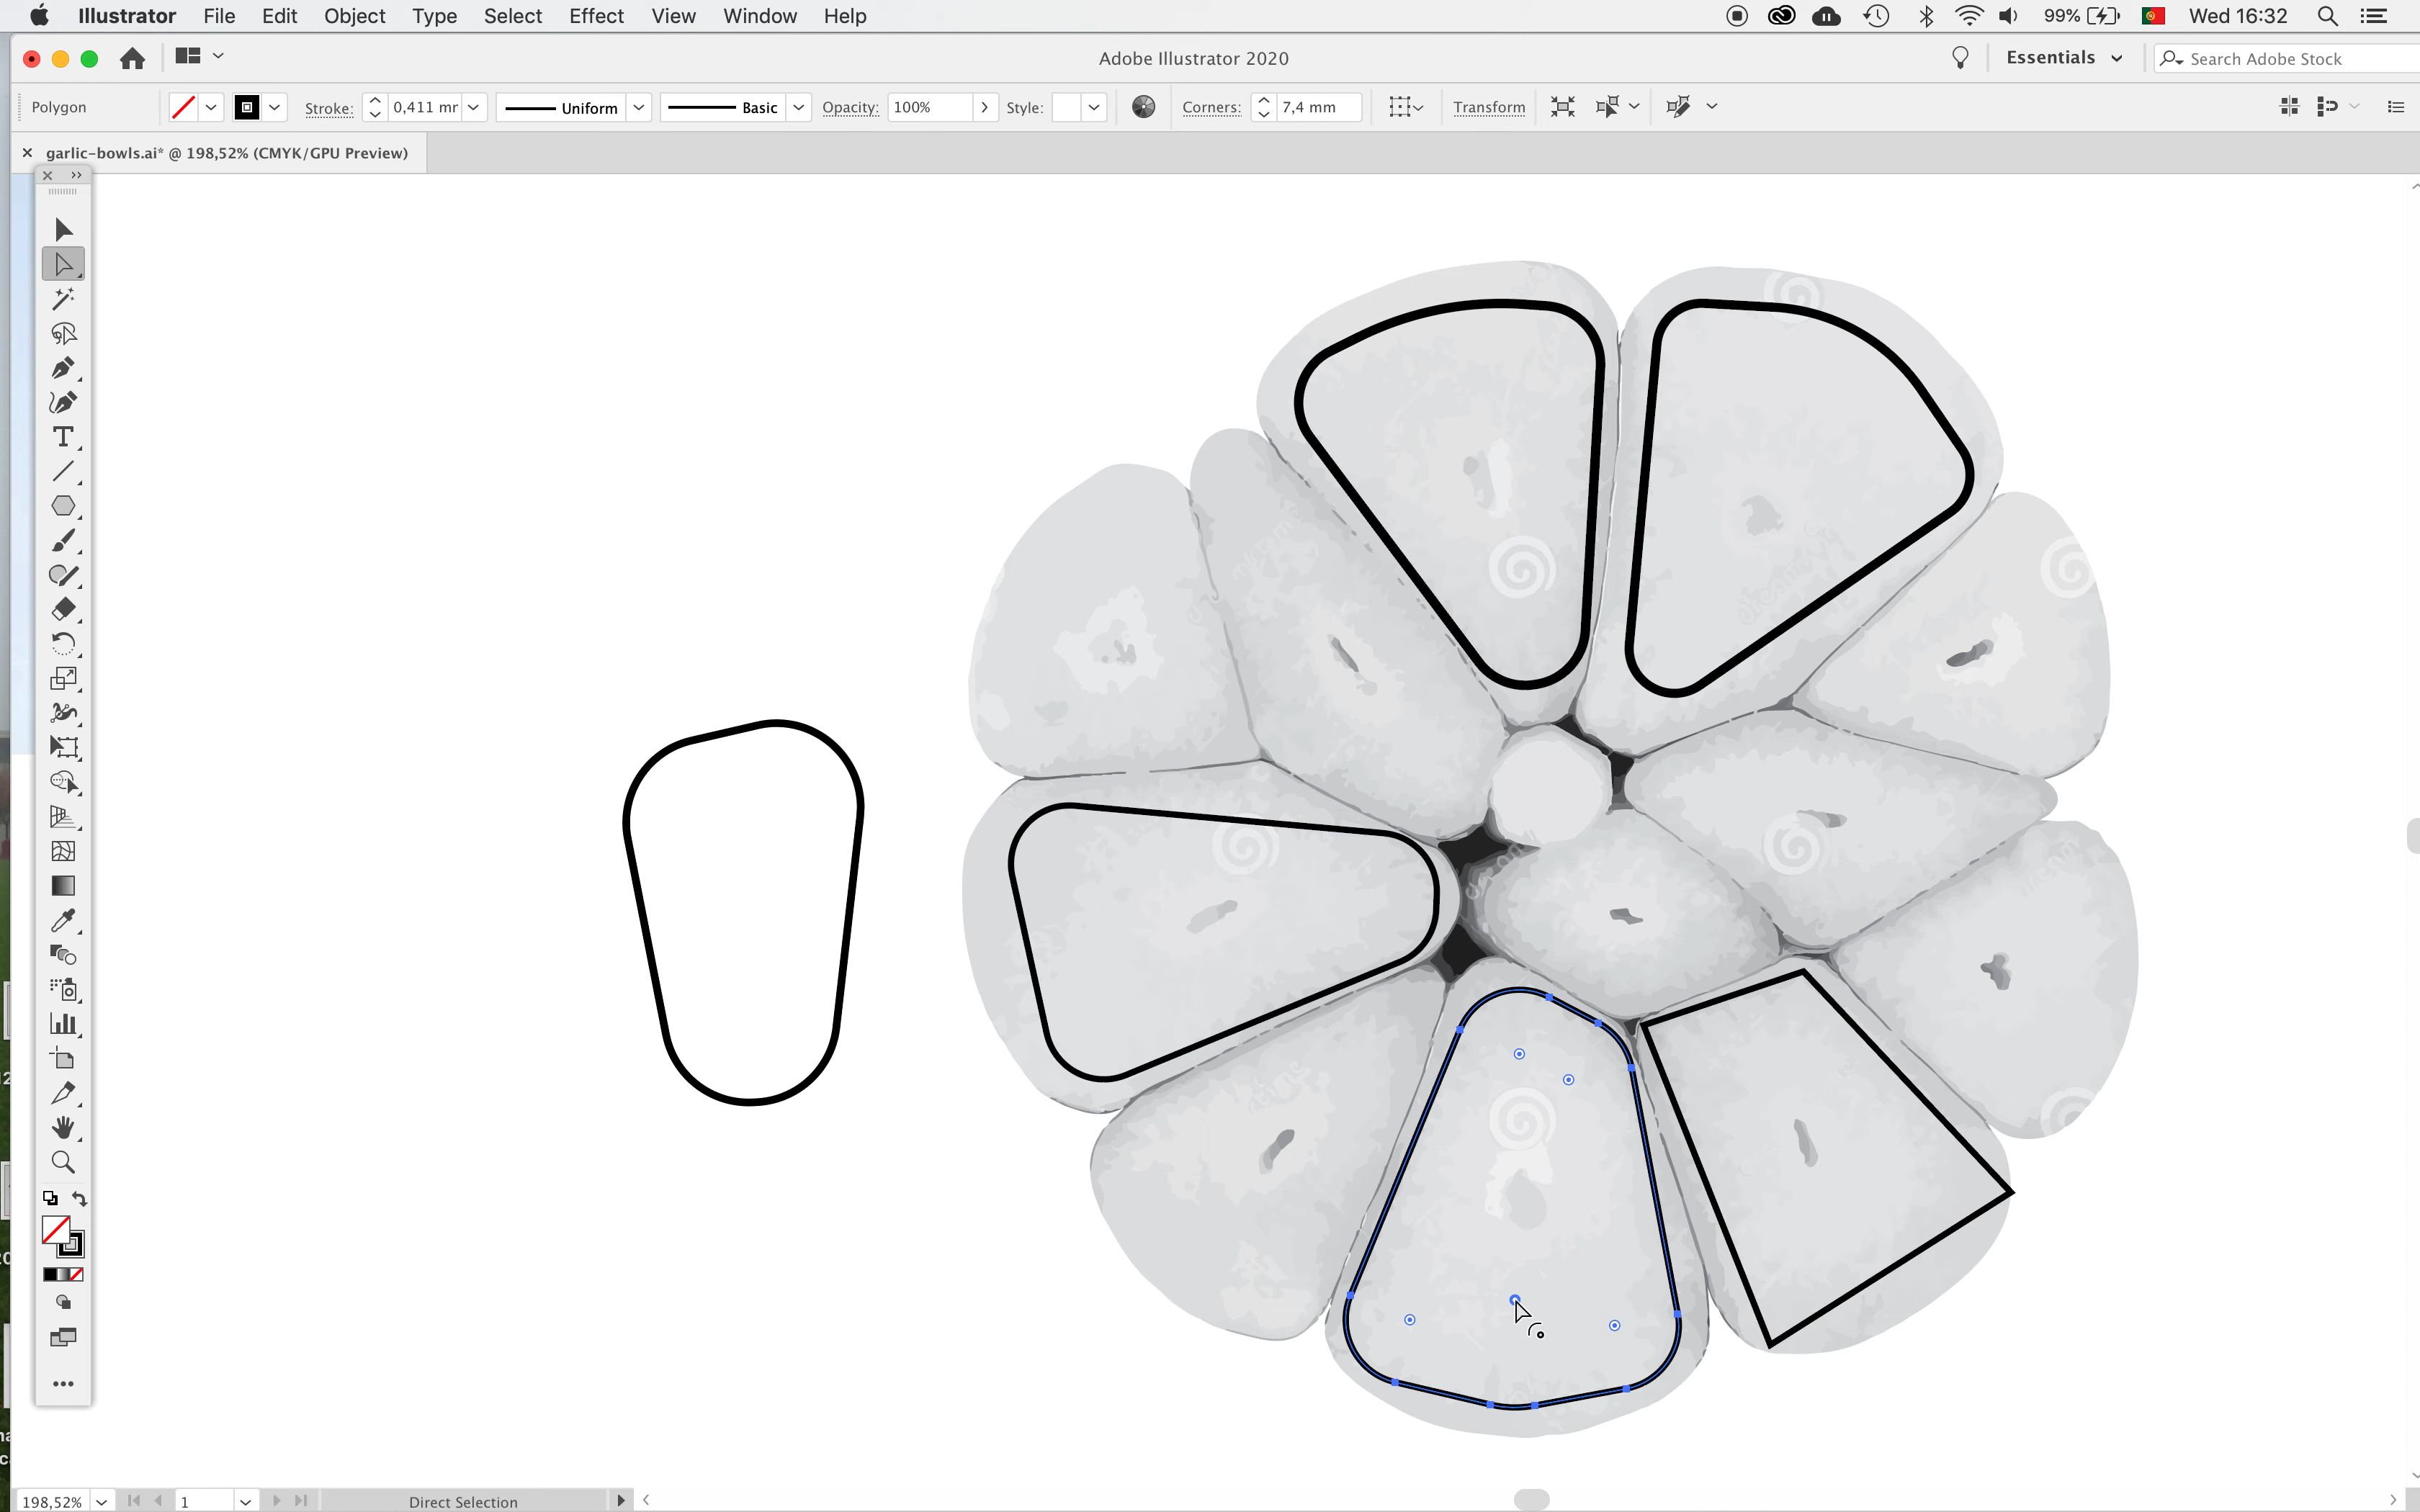 Illustrator File Edit Object Type Select Effect View Window Help 99% Wed 16:32
Adobe Illustrator 2020 Essentials Search Adobe Stock
Polygon Stroke: 0,411 mr Uniform Basic Opacity: 100% Style: Corners: 7,4 mm Transform
garlic-bowls.ai* @ 198,52% (CMYK/GPU Preview)
198,52% 1 Direct Selection